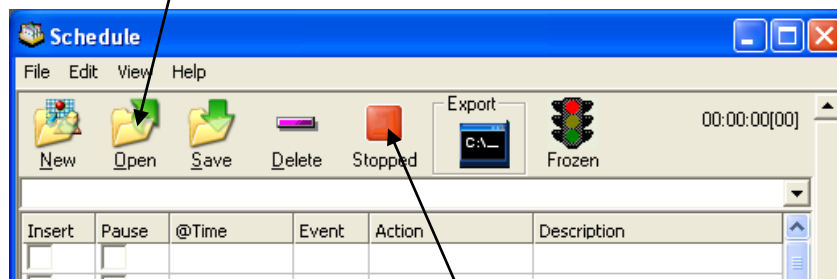 Schedule
File Edit View Help
Export
00:00:00[00]
C:\_
New Open Save Delete Stopped Frozen
Insert Pause @Time Event Action Description